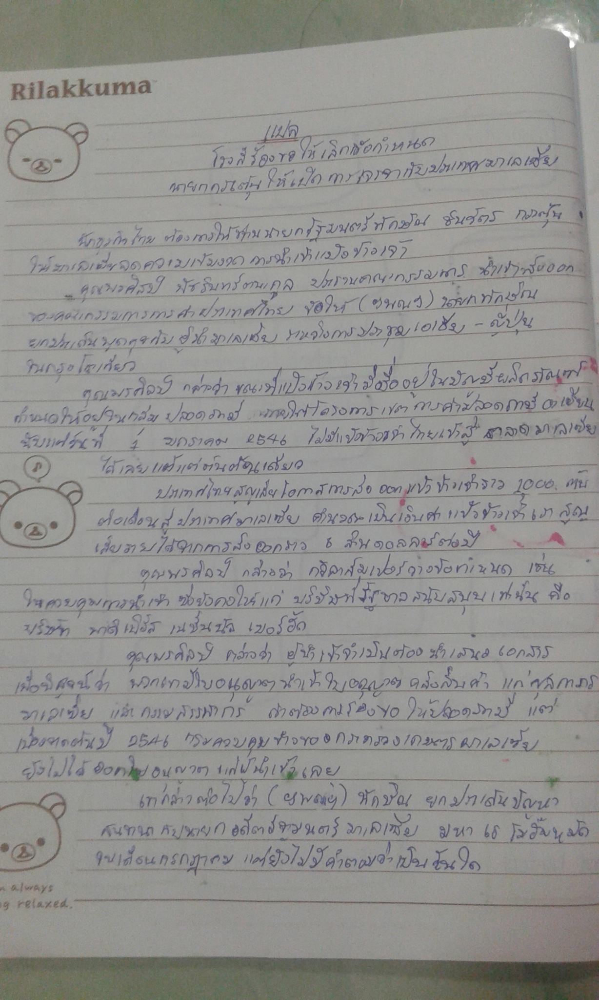 Rilakkuma
แปล
โรงสีร้องขอให้เลิกข้อกำหนด
นายกกระตุ้นให้เปิดการเจรจากับประเทศมาเลเซีย
นักธุรกิจไทย ต้องการให้ท่านนายกรัฐมนตรีทักษิณ ชินวัตร กระตุ้น
ให้มาเลเซียลดความเข้มงวดการนำเข้าแป้งข้าวเจ้า
คุณพรศิลป์ พัชรินทร์ตนะกูล ประธานคณะกรรมการ นำเข้าส่งออก
ของคณะกรรมการการค้าประเทศไทย ขอให้ (ฯพณฯ) นายกทักษิณ
ยกประเด็นพูดคุยกับผู้นำมาเลเซีย ระหว่างการประชุมเอเชีย - ญี่ปุ่น
ในกรุงโตเกียว
คุณพรศิลป์ กล่าวว่า ขณะที่แป้งข้าวเจ้ามีชื่ออยู่ในบัญชีผลิตภัณฑ์
กำหนดให้อยู่ในกลุ่มปลอดภาษี ภายใต้โครงการเขตการค้าปลอดภาษีอาเซียน
นับแต่วันที่ 1 มกราคม 2546 ไม่มีแป้งข้าวเจ้าไทยเข้าสู่ตลาดมาเลเซีย
ได้เลยแต่ตันเดียว
ประเทศไทยสูญเสียโอกาสการส่งออกแป้งข้าวเจ้าราว 1000 ตัน
ต่อเดือนสู่ประเทศมาเลเซีย คำนวณเป็นเงินค่าแป้งข้าวเจ้าเราสูญ
เสียรายได้จากการส่งออกราว 6 ล้านดอลลาร์ต่อปี
คุณพรศิลป์ กล่าวว่า กัวลาลัมเปอร์วางข้อกำหนด เช่น
ใบควบคุมการนำเข้า ซึ่งยังคงให้แก่ บริษัทที่รัฐบาลสนับสนุนเท่านั้น คือ
บริษัท พาดิเบอรัส เนชั่นนัล เบอร์ฮัด
คุณพรศิลป์ กล่าวว่า ผู้นำเข้าจำเป็นต้องนำเสนอเอกสาร
เพื่อพิสูจน์ว่า พวกเขามีใบอนุญาตนำเข้าใบอนุญาตคลังสินค้า แก่ศุลกากร
มาเลเซีย และกรมสรรพากร ถ้าต้องการร้องขอ ให้ปลอดภาษี แต่
เนื่องจากต้นปี 2546 กรมควบคุมข้าวของกระทรวงเกษตรมาเลเซีย
ยังไม่ได้ออกใบอนุญาตแก่ผู้นำเข้าเลย
เขากล่าวต่อไปว่า (ฯพณฯ) ทักษิณ ยกประเด็นปัญหา
สนทนากับนายกอดีตรัฐมนตรีมาเลเซีย มหาเธ โมฮัมหมัด
ในเดือนกรกฎาคม แต่ยังไม่มีคำตอบว่าเป็นฉันใด
always
relaxed.